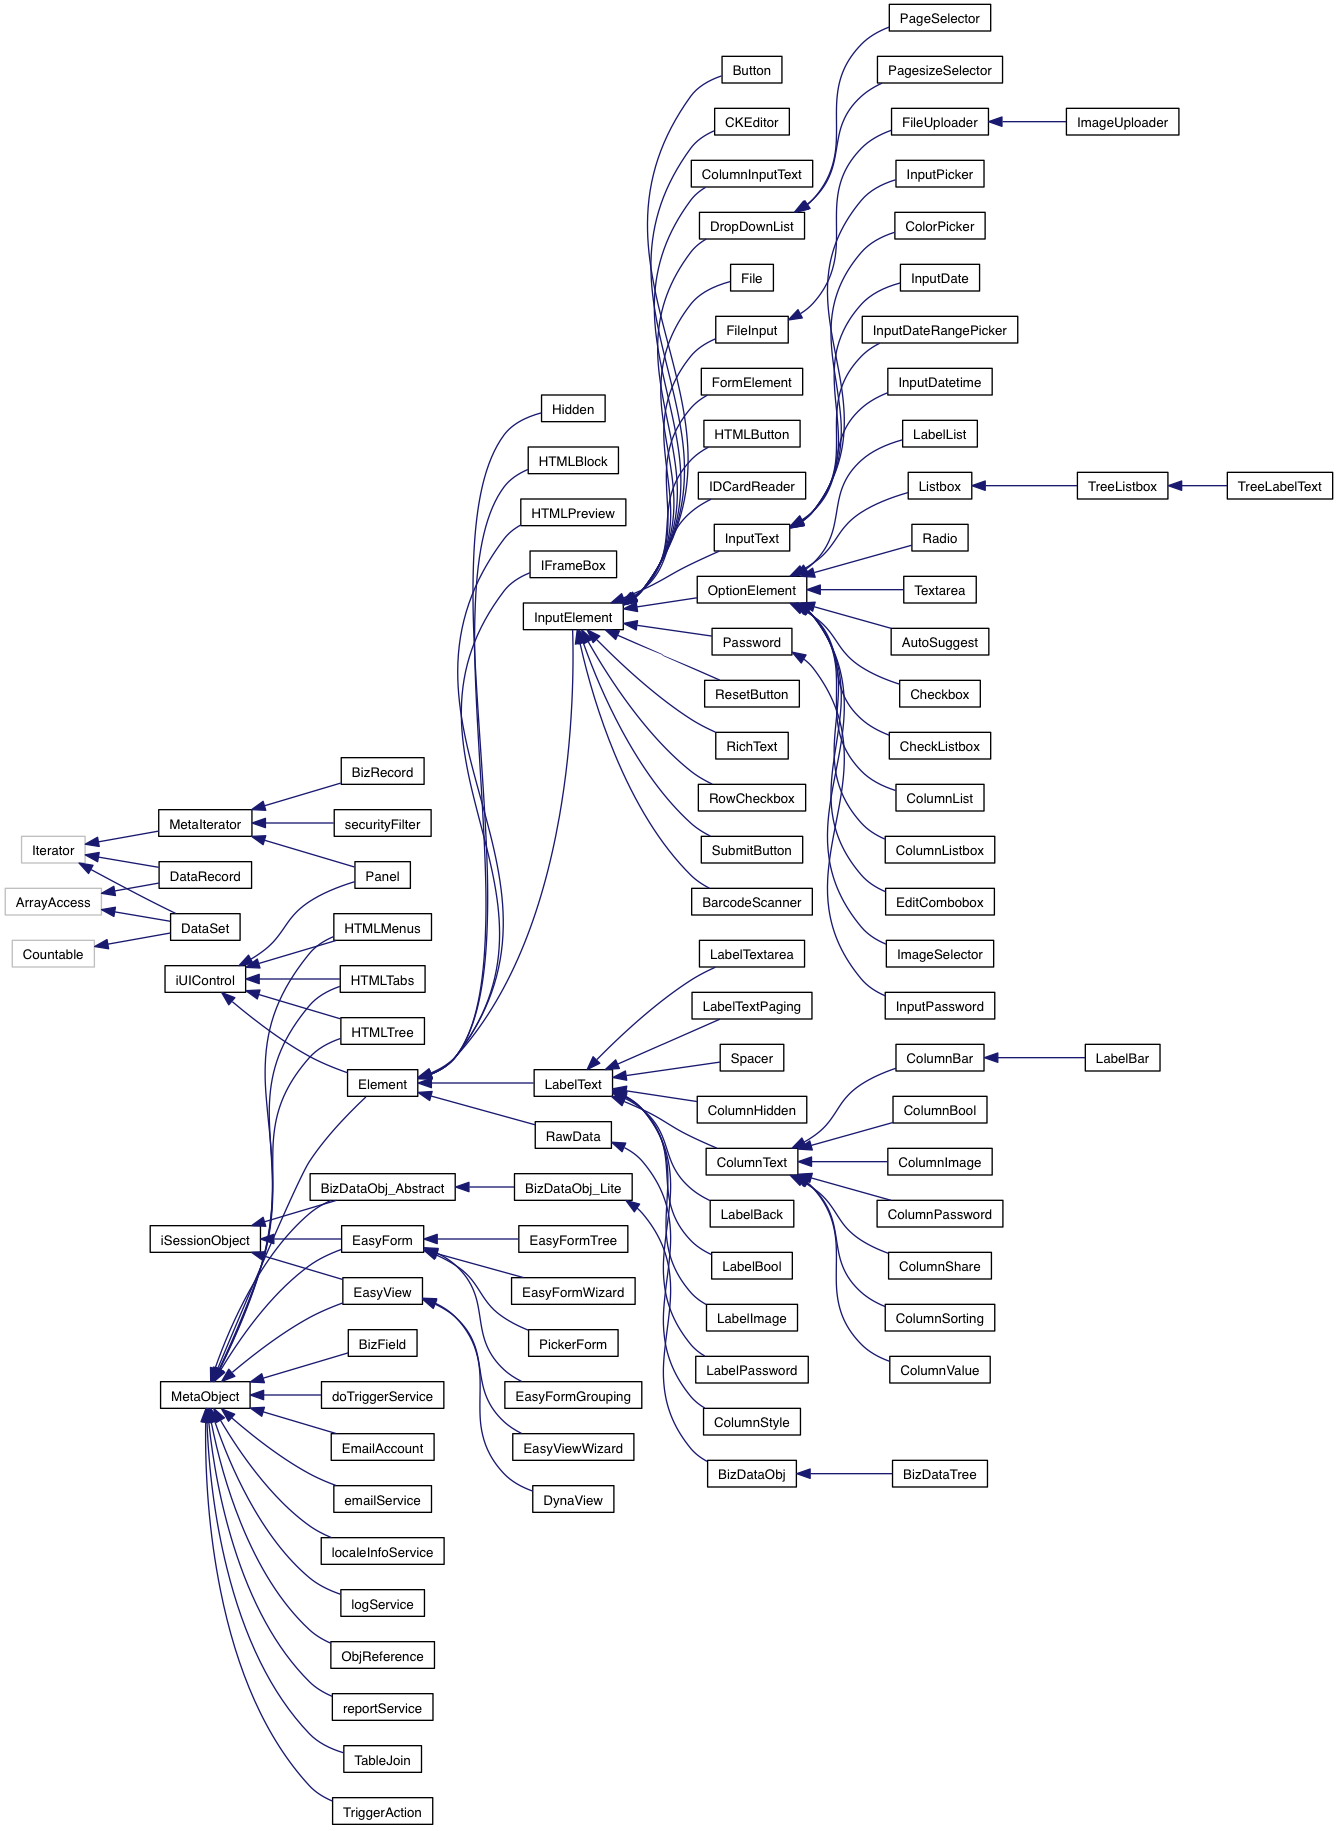 PageSelector
Button
PagesizeSelector
CKEditor
FileUploader
ImageUploader
ColumnInputText
InputPicker
DropDownList
ColorPicker
File
InputDate
FileInput
InputDateRangePicker
FormElement
InputDatetime
Hidden
HTMLButton
LabelList
HTMLBlock
IDCardReader
Listbox
TreeListbox
TreeLabelText
HTMLPreview
InputText
Radio
IFrameBox
OptionElement
Textarea
InputElement
Password
AutoSuggest
ResetButton
Checkbox
RichText
CheckListbox
BizRecord
RowCheckbox
ColumnList
MetaIterator
securityFilter
Iterator
SubmitButton
ColumnListbox
DataRecord
Panel
ArrayAccess
BarcodeScanner
EditCombobox
DataSet
HTMLMenus
Countable
LabelTextarea
ImageSelector
iUIControl
HTMLTabs
LabelTextPaging
InputPassword
HTMLTree
Spacer
ColumnBar
LabelBar
Element
LabelText
ColumnHidden
ColumnBool
RawData
ColumnText
ColumnImage
BizDataObj_Abstract
BizDataObj_Lite
LabelBack
ColumnPassword
iSessionObject
EasyForm
EasyFormTree
LabelBool
ColumnShare
EasyView
EasyFormWizard
LabelImage
ColumnSorting
BizField
PickerForm
LabelPassword
ColumnValue
MetaObject
doTriggerService
EasyFormGrouping
ColumnStyle
EmailAccount
EasyViewWizard
BizDataObj
BizDataTree
emailService
DynaView
localeInfoService
logService
ObjReference
reportService
TableJoin
TriggerAction